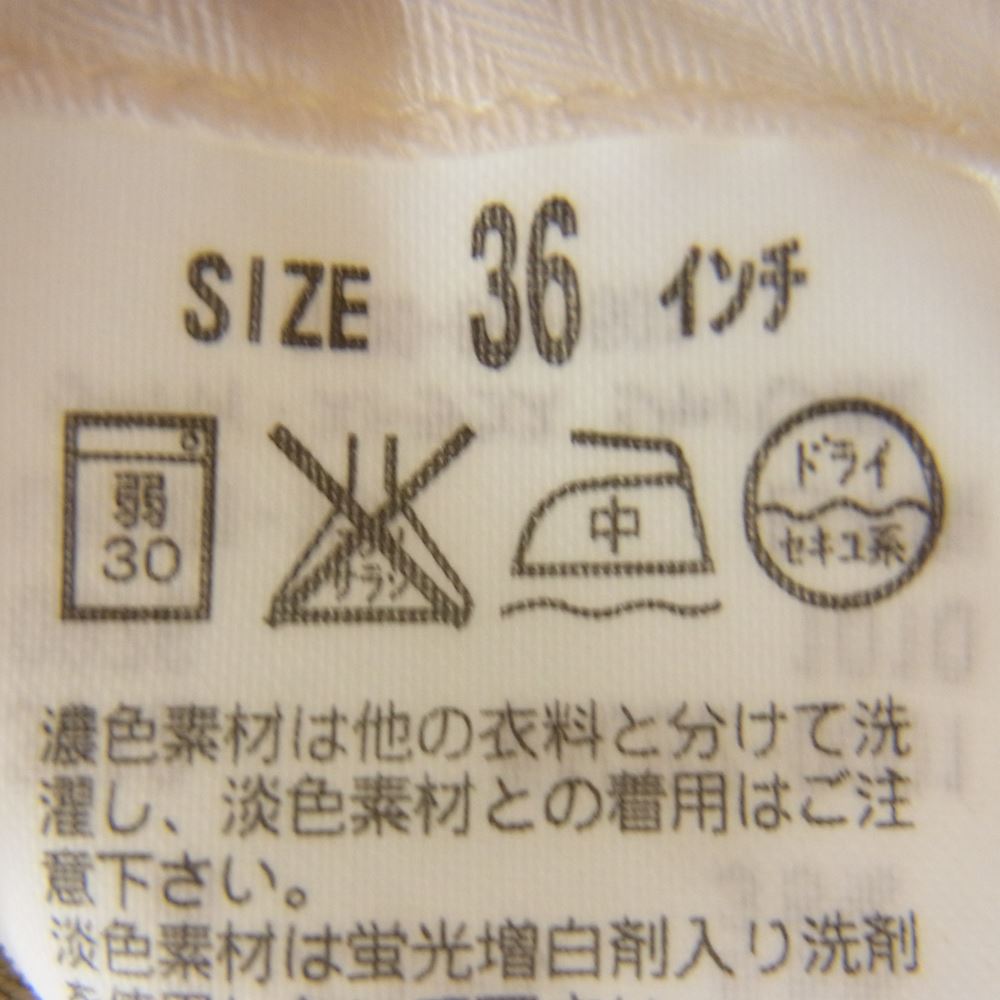 SIZE 36 インチ
弱 中 ドライ
30 サラシ セキユ系
濃色素材は他の衣料と分けて洗
濯し、淡色素材との着用はご注
意下さい。
淡色素材は蛍光増白剤入り洗剤